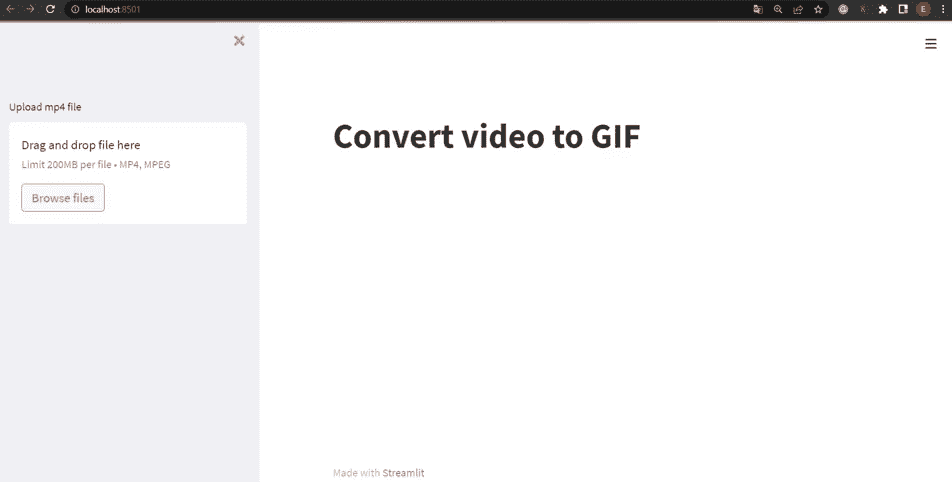 localhost:8501
Upload mp4 file
Drag and drop file here
Limit 200MB per file • MP4, MPEG
Browse files
Convert video to GIF
Made with Streamlit
E